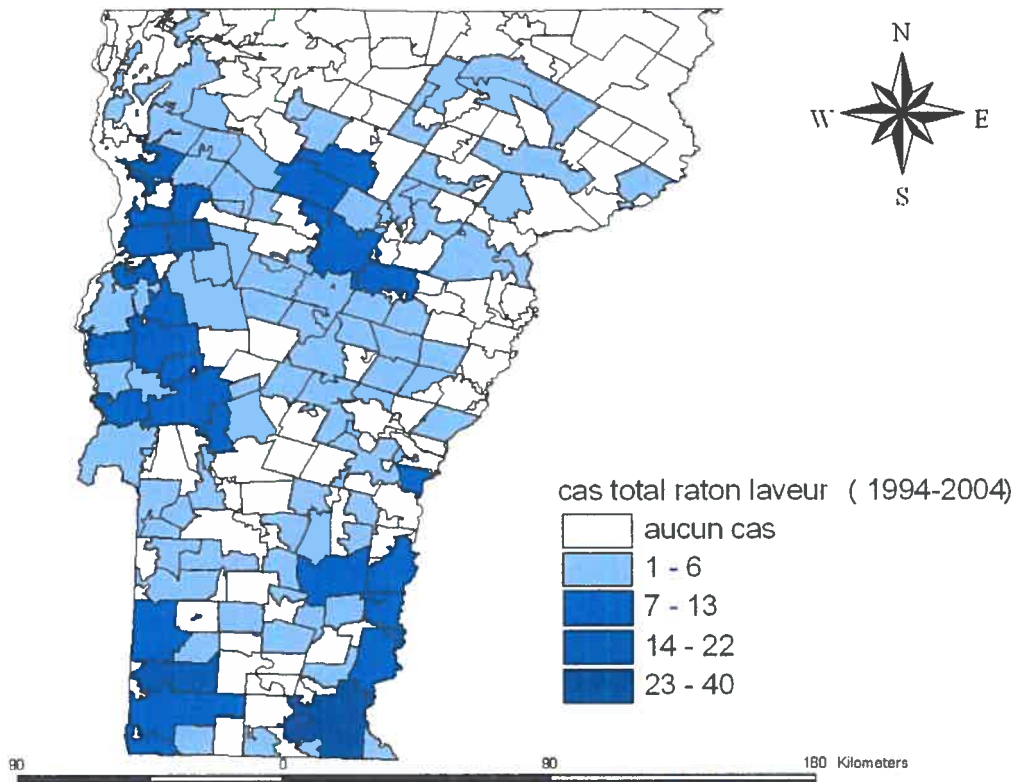 N
W E
S
cas total raton laveur ( 1994-2004)
aucun cas
1 - 6
7 - 13
14 - 22
23 - 40
90 0 90 180 Kilometers